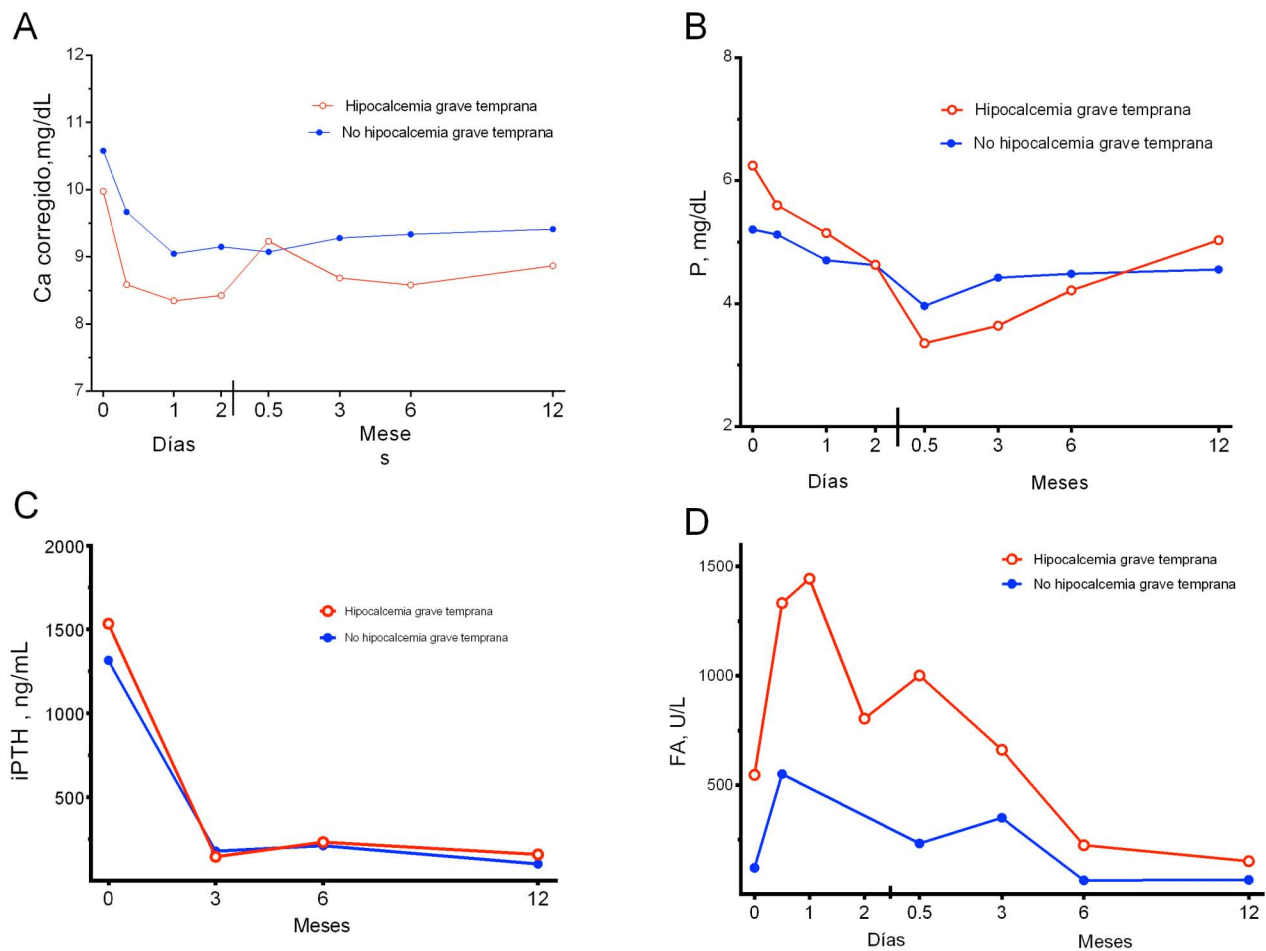 A
Ca corregido,mg/dL
12
11
10
9
8
7
Hipocalcemia grave temprana
No hipocalcemia grave temprana
0 1 2 0.5 3 6 12
Días
Mese
s
B
P, mg/dL
8
6
4
2
Hipocalcemia grave temprana
No hipocalcemia grave temprana
0 1 2 0.5 3 6 12
Días Meses
C
iPTH , ng/mL
2000
1500
1000
500
Hipocalcemia grave temprana
No hipocalcemia grave temprana
0 3 6 12
Meses
D
FA, U/L
1500
1000
500
Hipocalcemia grave temprana
No hipocalcemia grave temprana
0 1 2 0.5 3 6 12
Días Meses